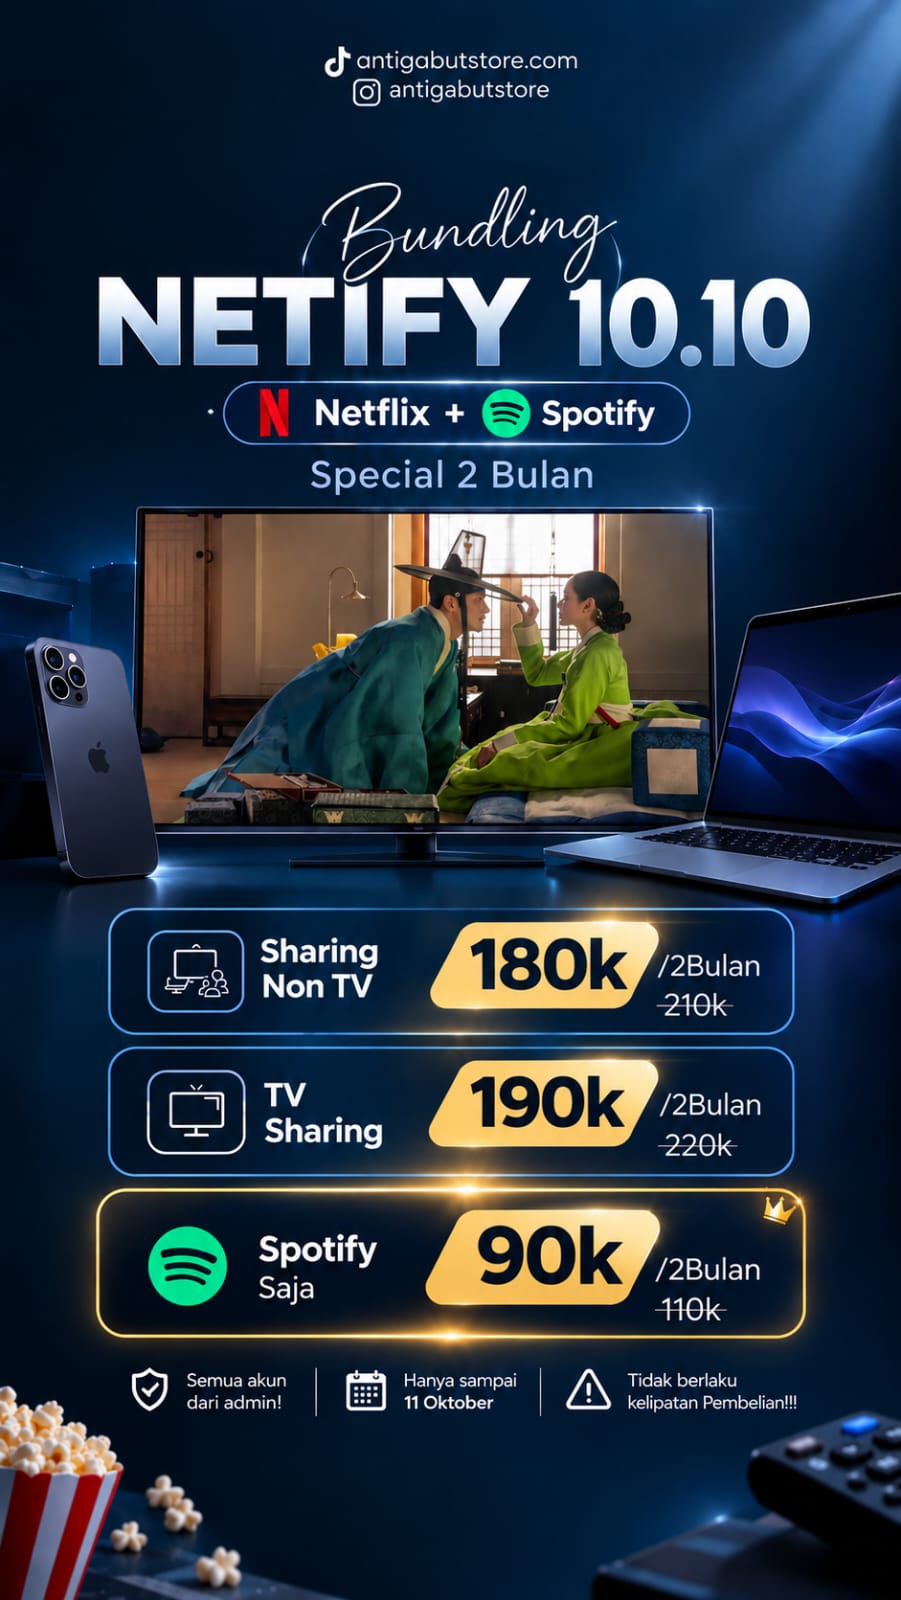 antigabutstore.com
antigabutstore
Bundling
NETIFY 10.10
N Netflix + Spotify
Special 2 Bulan
Sharing
Non TV
180k
/2Bulan
210k
TV
Sharing
190k
/2Bulan
220k
Spotify
Saja
90k
/2Bulan
110k
Semua akun
dari admin!
Hanya sampai
11 Oktober
Tidak berlaku
kelipatan Pembelian!!!